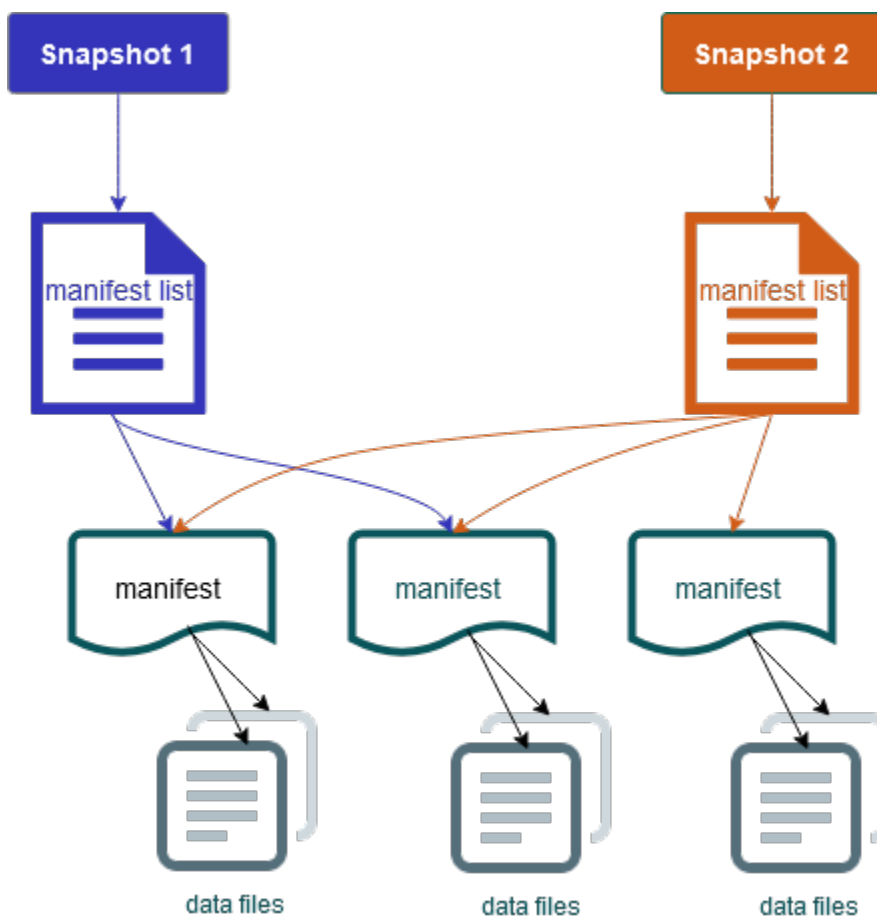 Snapshot 1
Snapshot 2
manifest list
manifest list
manifest
manifest
manifest
data files
data files
data files